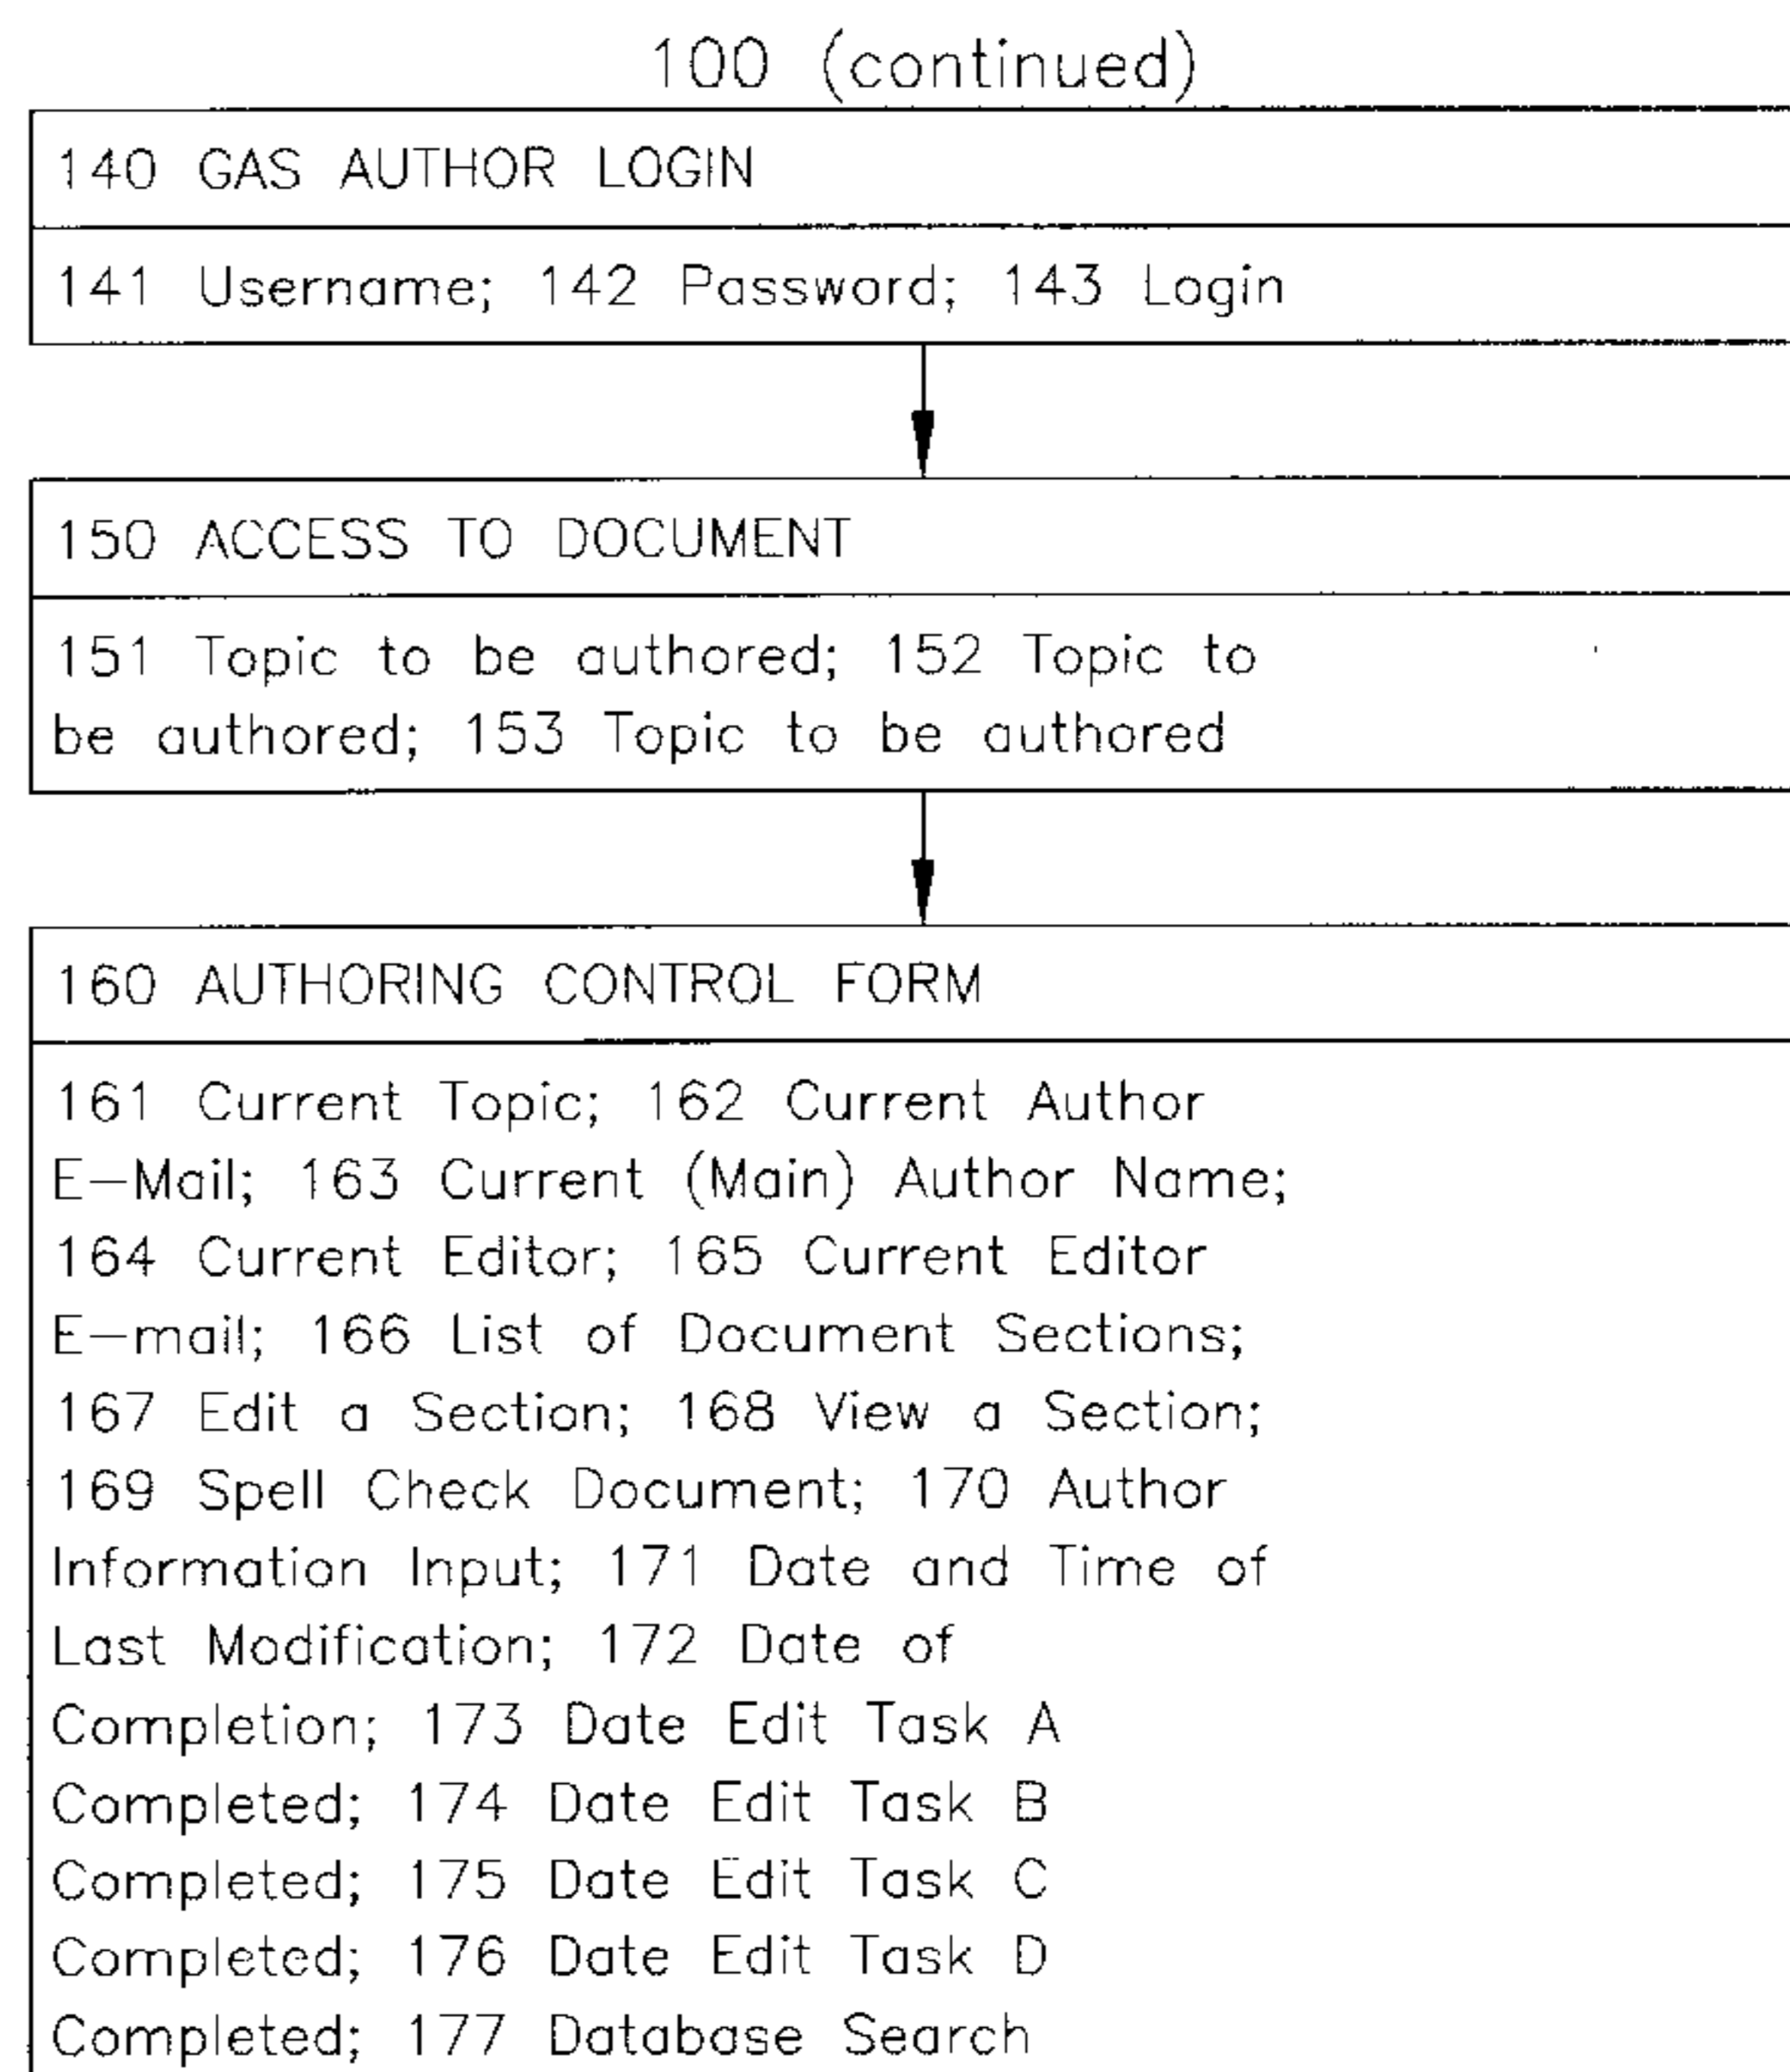 100 (continued)
140 GAS AUTHOR LOGIN
141 Username; 142 Password; 143 Login
150 ACCESS TO DOCUMENT
151 Topic to be authored; 152 Topic to
be authored; 153 Topic to be authored
160 AUTHORING CONTROL FORM
161 Current Topic; 162 Current Author
E-Mail; 163 Current (Main) Author Name;
164 Current Editor; 165 Current Editor
E-mail; 166 List of Document Sections;
167 Edit a Section; 168 View a Section;
169 Spell Check Document; 170 Author
Information Input; 171 Date and Time of
Last Modification; 172 Date of
Completion; 173 Date Edit Task A
Completed; 174 Date Edit Task B
Completed; 175 Date Edit Task C
Completed; 176 Date Edit Task D
Completed; 177 Database Search